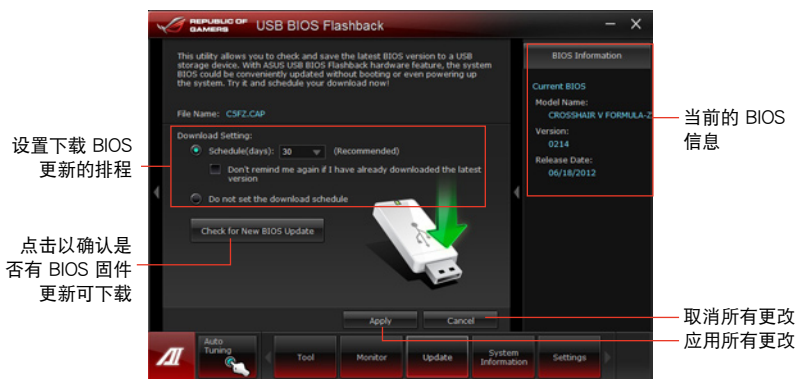 REPUBLIC OF
GAMERS
USB BIOS Flashback
This utility allows you to check and save the latest BIOS version to a USB
storage device. With ASUS USB BIOS Flashback hardware feature, the system
BIOS could be conveniently updated without booting or even powering up
the system. Try it and schedule your download now!
File Name: C5FZ.CAP
Download Setting:
Schedule(days): 30 (Recommended)
Don't remind me again if I have already downloaded the latest
version
Do not set the download schedule
Check for New BIOS Update
Apply
Cancel
BIOS Information
Current BIOS
Model Name:
CROSSHAIR V FORMULA-Z
Version:
0214
Release Date:
06/18/2012
AI
Auto
Tuning
Tool
Monitor
Update
System
Information
Settings
设置下载 BIOS
更新的排程
点击以确认是
否有 BIOS 固件
更新可下载
当前的 BIOS
信息
取消所有更改
应用所有更改